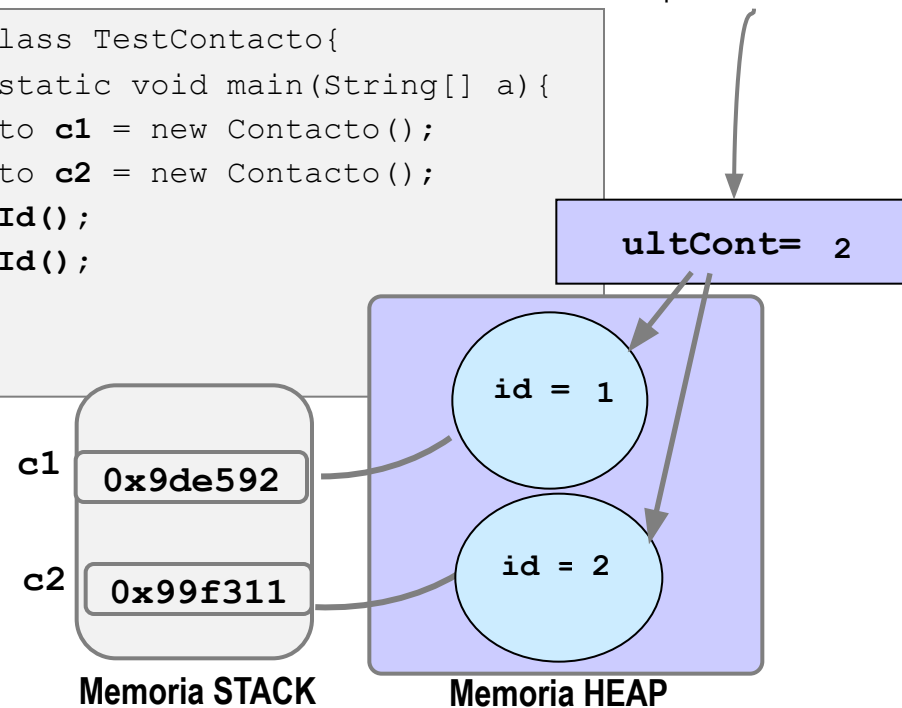 lass TestContacto{
static void main(String[] a){
to c1 = new Contacto();
to c2 = new Contacto();
Id();
Id();
ultCont= 2
id = 1
c1
0x9de592
id = 2
c2
0x99f311
Memoria STACK
Memoria HEAP